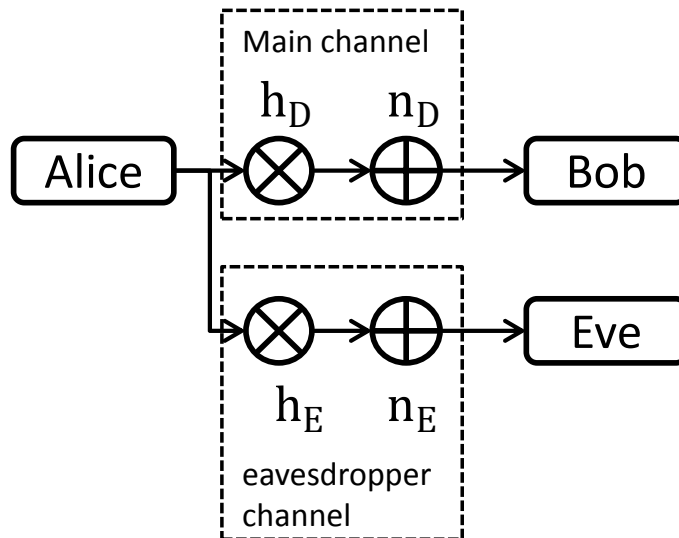 Main channel
h_D
n_D
Alice
Bob
Eve
h_E
n_E
eavesdropper
channel